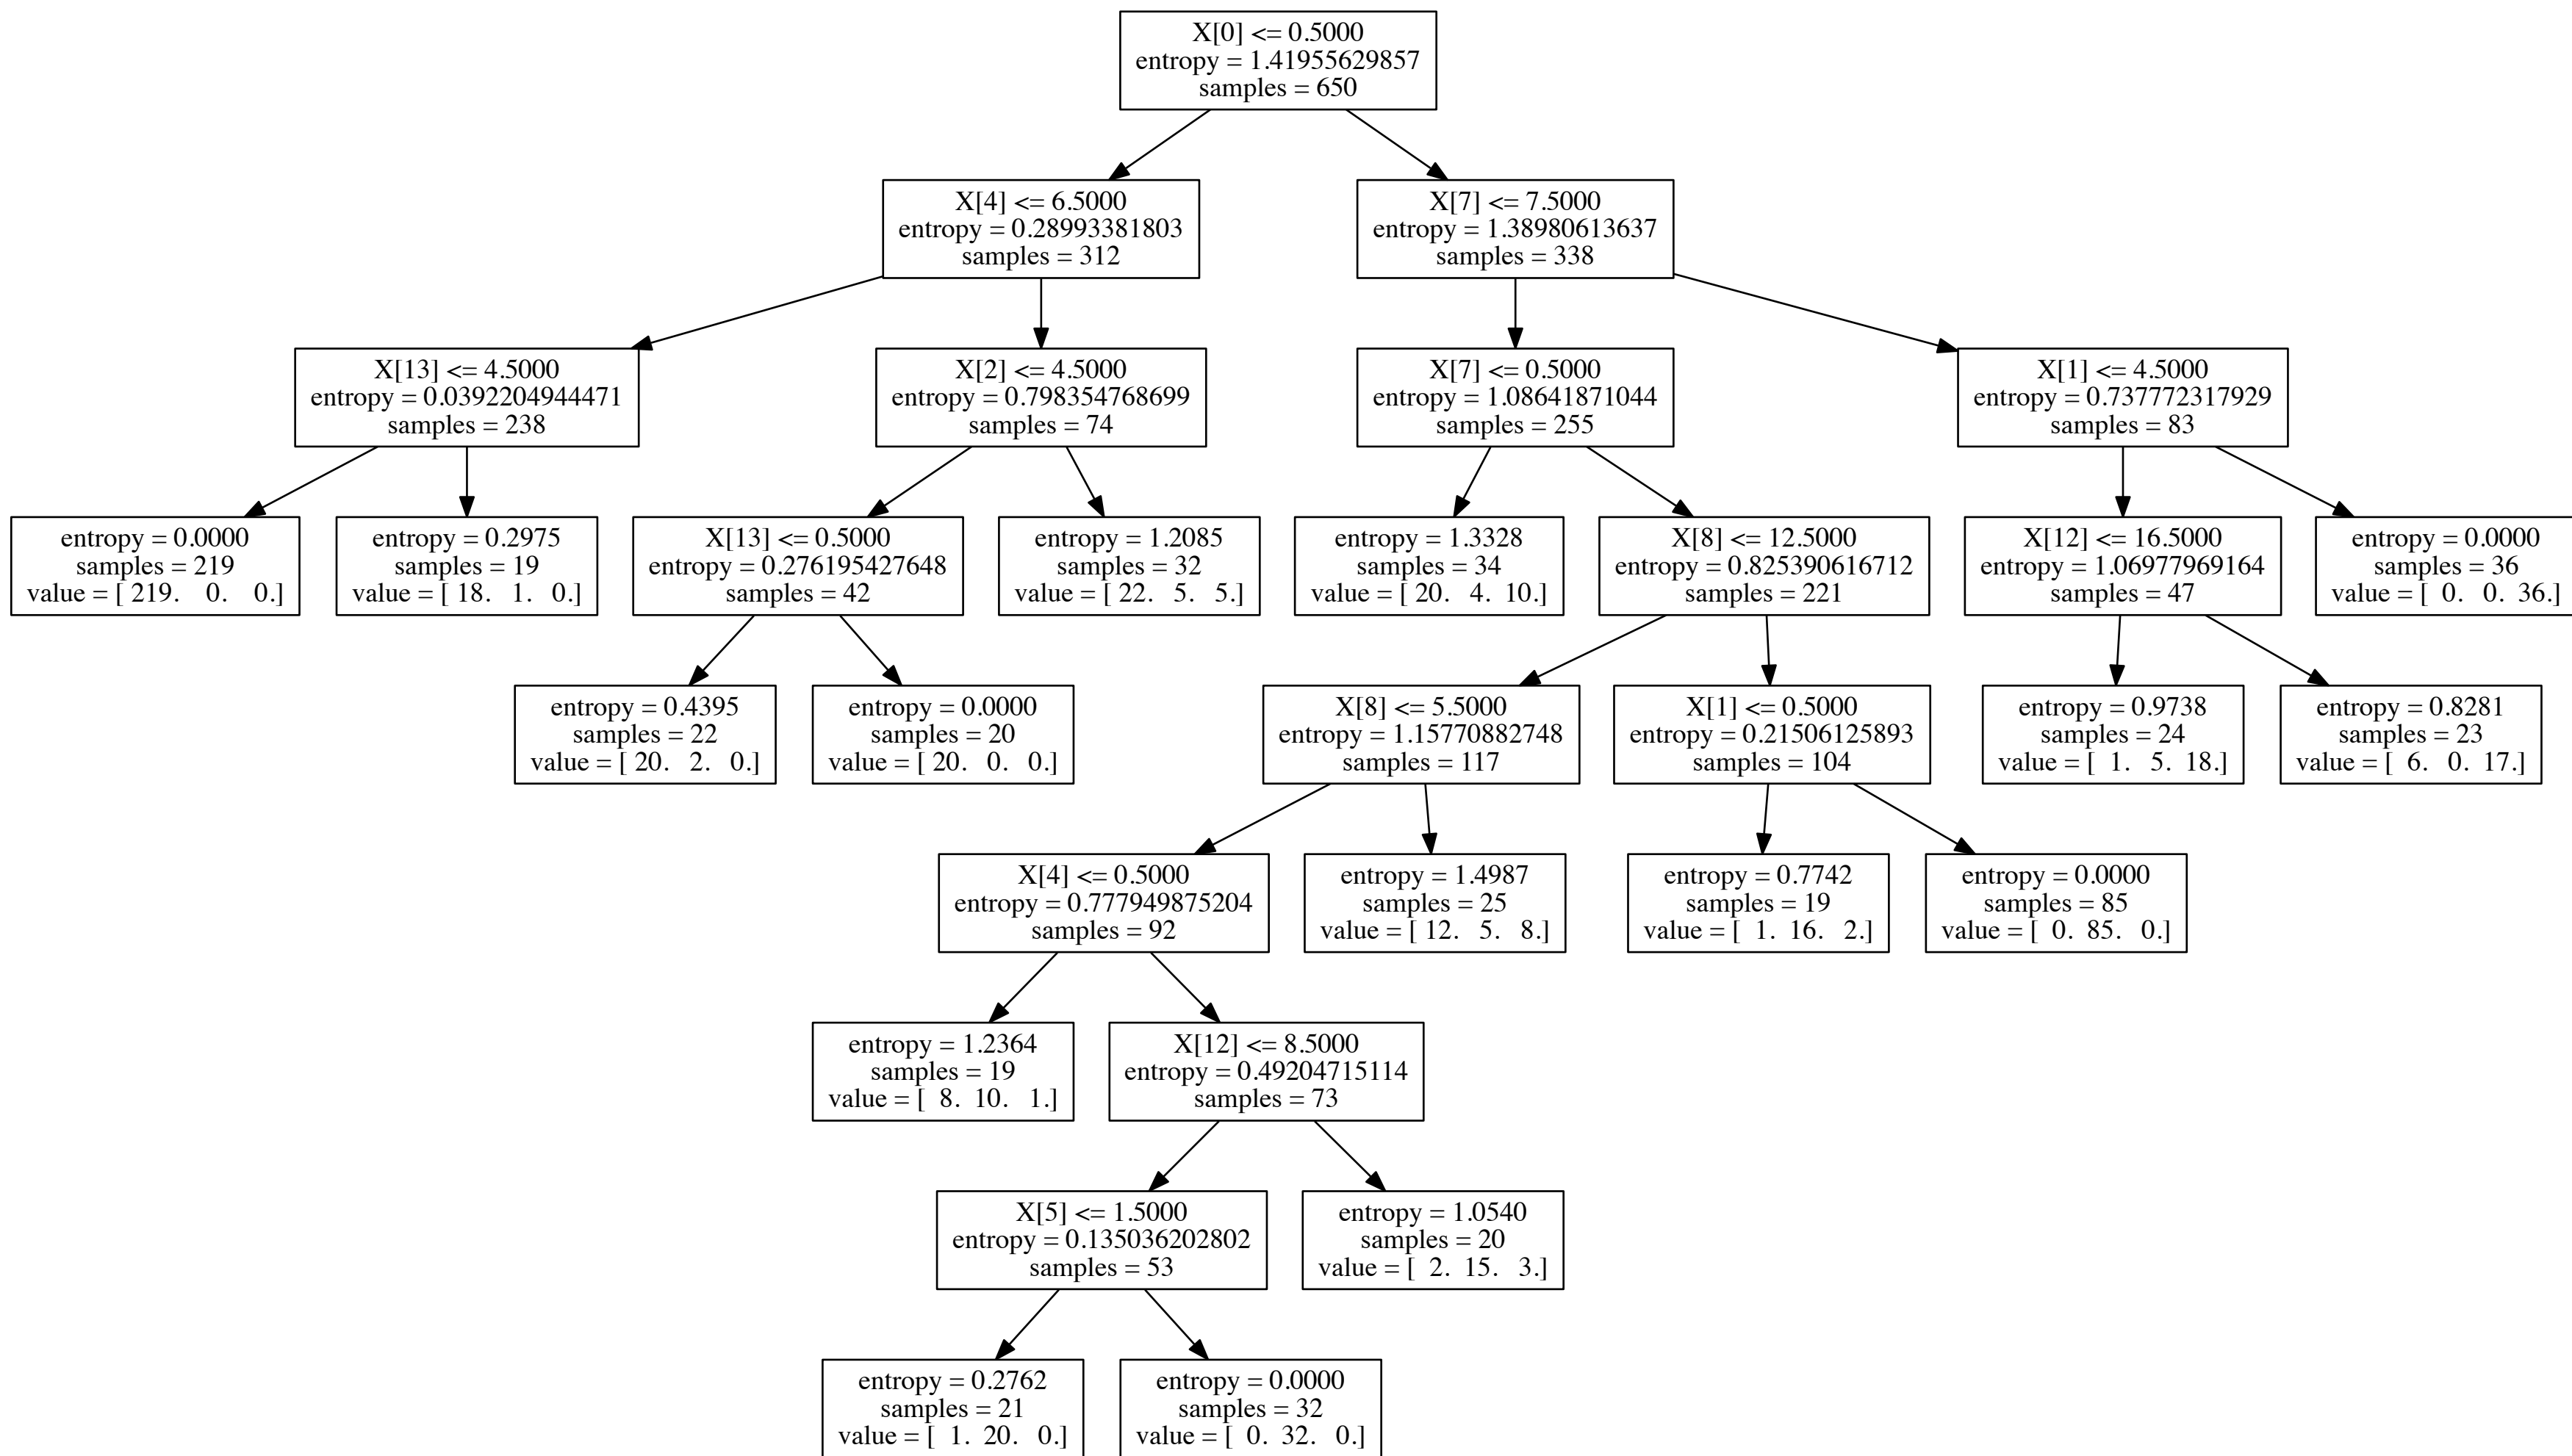 X[0] <= 0.5000
entropy = 1.41955629857
samples = 650
X[4] <= 6.5000
entropy = 0.28993381803
samples = 312
X[7] <= 7.5000
entropy = 1.38980613637
samples = 338
X[13] <= 4.5000
entropy = 0.0392204944471
samples = 238
X[2] <= 4.5000
entropy = 0.798354768699
samples = 74
X[7] <= 0.5000
entropy = 1.08641871044
samples = 255
X[1] <= 4.5000
entropy = 0.737772317929
samples = 83
entropy = 0.0000
samples = 219
value = [ 219.   0.   0.]
entropy = 0.2975
samples = 19
value = [ 18.   1.   0.]
X[13] <= 0.5000
entropy = 0.276195427648
samples = 42
entropy = 1.2085
samples = 32
value = [ 22.   5.   5.]
entropy = 1.3328
samples = 34
value = [ 20.   4.  10.]
X[8] <= 12.5000
entropy = 0.825390616712
samples = 221
X[12] <= 16.5000
entropy = 1.06977969164
samples = 47
entropy = 0.0000
samples = 36
value = [  0.   0.  36.]
entropy = 0.4395
samples = 22
value = [ 20.   2.   0.]
entropy = 0.0000
samples = 20
value = [ 20.   0.   0.]
X[8] <= 5.5000
entropy = 1.15770882748
samples = 117
X[1] <= 0.5000
entropy = 0.21506125893
samples = 104
entropy = 0.9738
samples = 24
value = [  1.   5.  18.]
entropy = 0.8281
samples = 23
value = [  6.   0.  17.]
X[4] <= 0.5000
entropy = 0.777949875204
samples = 92
entropy = 1.4987
samples = 25
value = [ 12.   5.   8.]
entropy = 0.7742
samples = 19
value = [  1.  16.   2.]
entropy = 0.0000
samples = 85
value = [  0.  85.   0.]
entropy = 1.2364
samples = 19
value = [  8.  10.   1.]
X[12] <= 8.5000
entropy = 0.49204715114
samples = 73
X[5] <= 1.5000
entropy = 0.135036202802
samples = 53
entropy = 1.0540
samples = 20
value = [  2.  15.   3.]
entropy = 0.2762
samples = 21
value = [  1.  20.   0.]
entropy = 0.0000
samples = 32
value = [  0.  32.   0.]